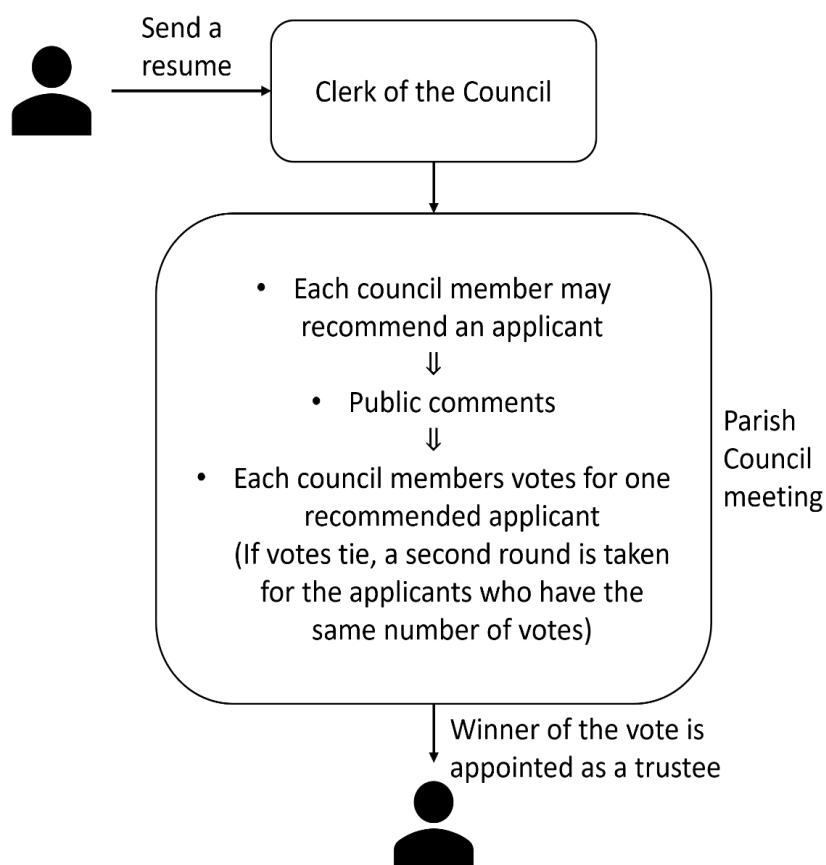 Send a
resume
Clerk of the Council
• Each council member may
recommend an applicant
⇓
• Public comments
⇓
• Each council members votes for one
recommended applicant
(If votes tie, a second round is taken
for the applicants who have the
same number of votes)
Parish
Council
meeting
Winner of the vote is
appointed as a trustee